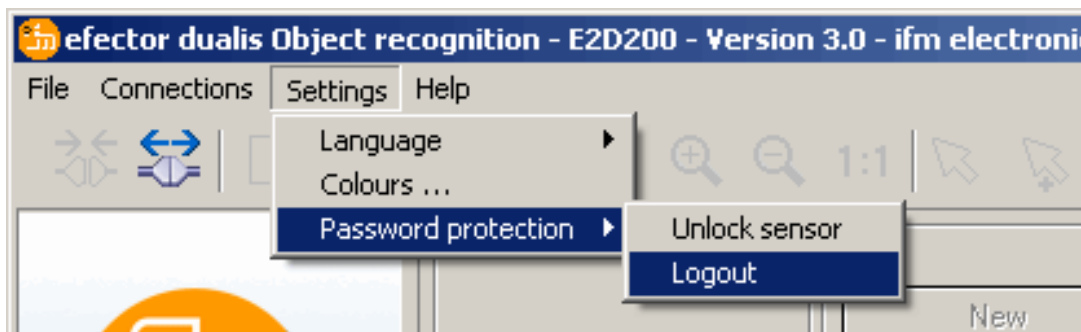 efector dualis Object recognition - E2D200 - Version 3.0 - ifm electroni
File Connections Settings Help
Language
1:1
Colours ...
Password protection
Unlock sensor
Logout
New